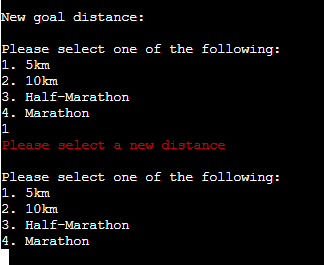 New goal distance:
Please select one of the following:
1. 5km
2. 10km
3. Half-Marathon
4. Marathon
1
Please select a new distance
Please select one of the following:
1. 5km
2. 10km
3. Half-Marathon
4. Marathon